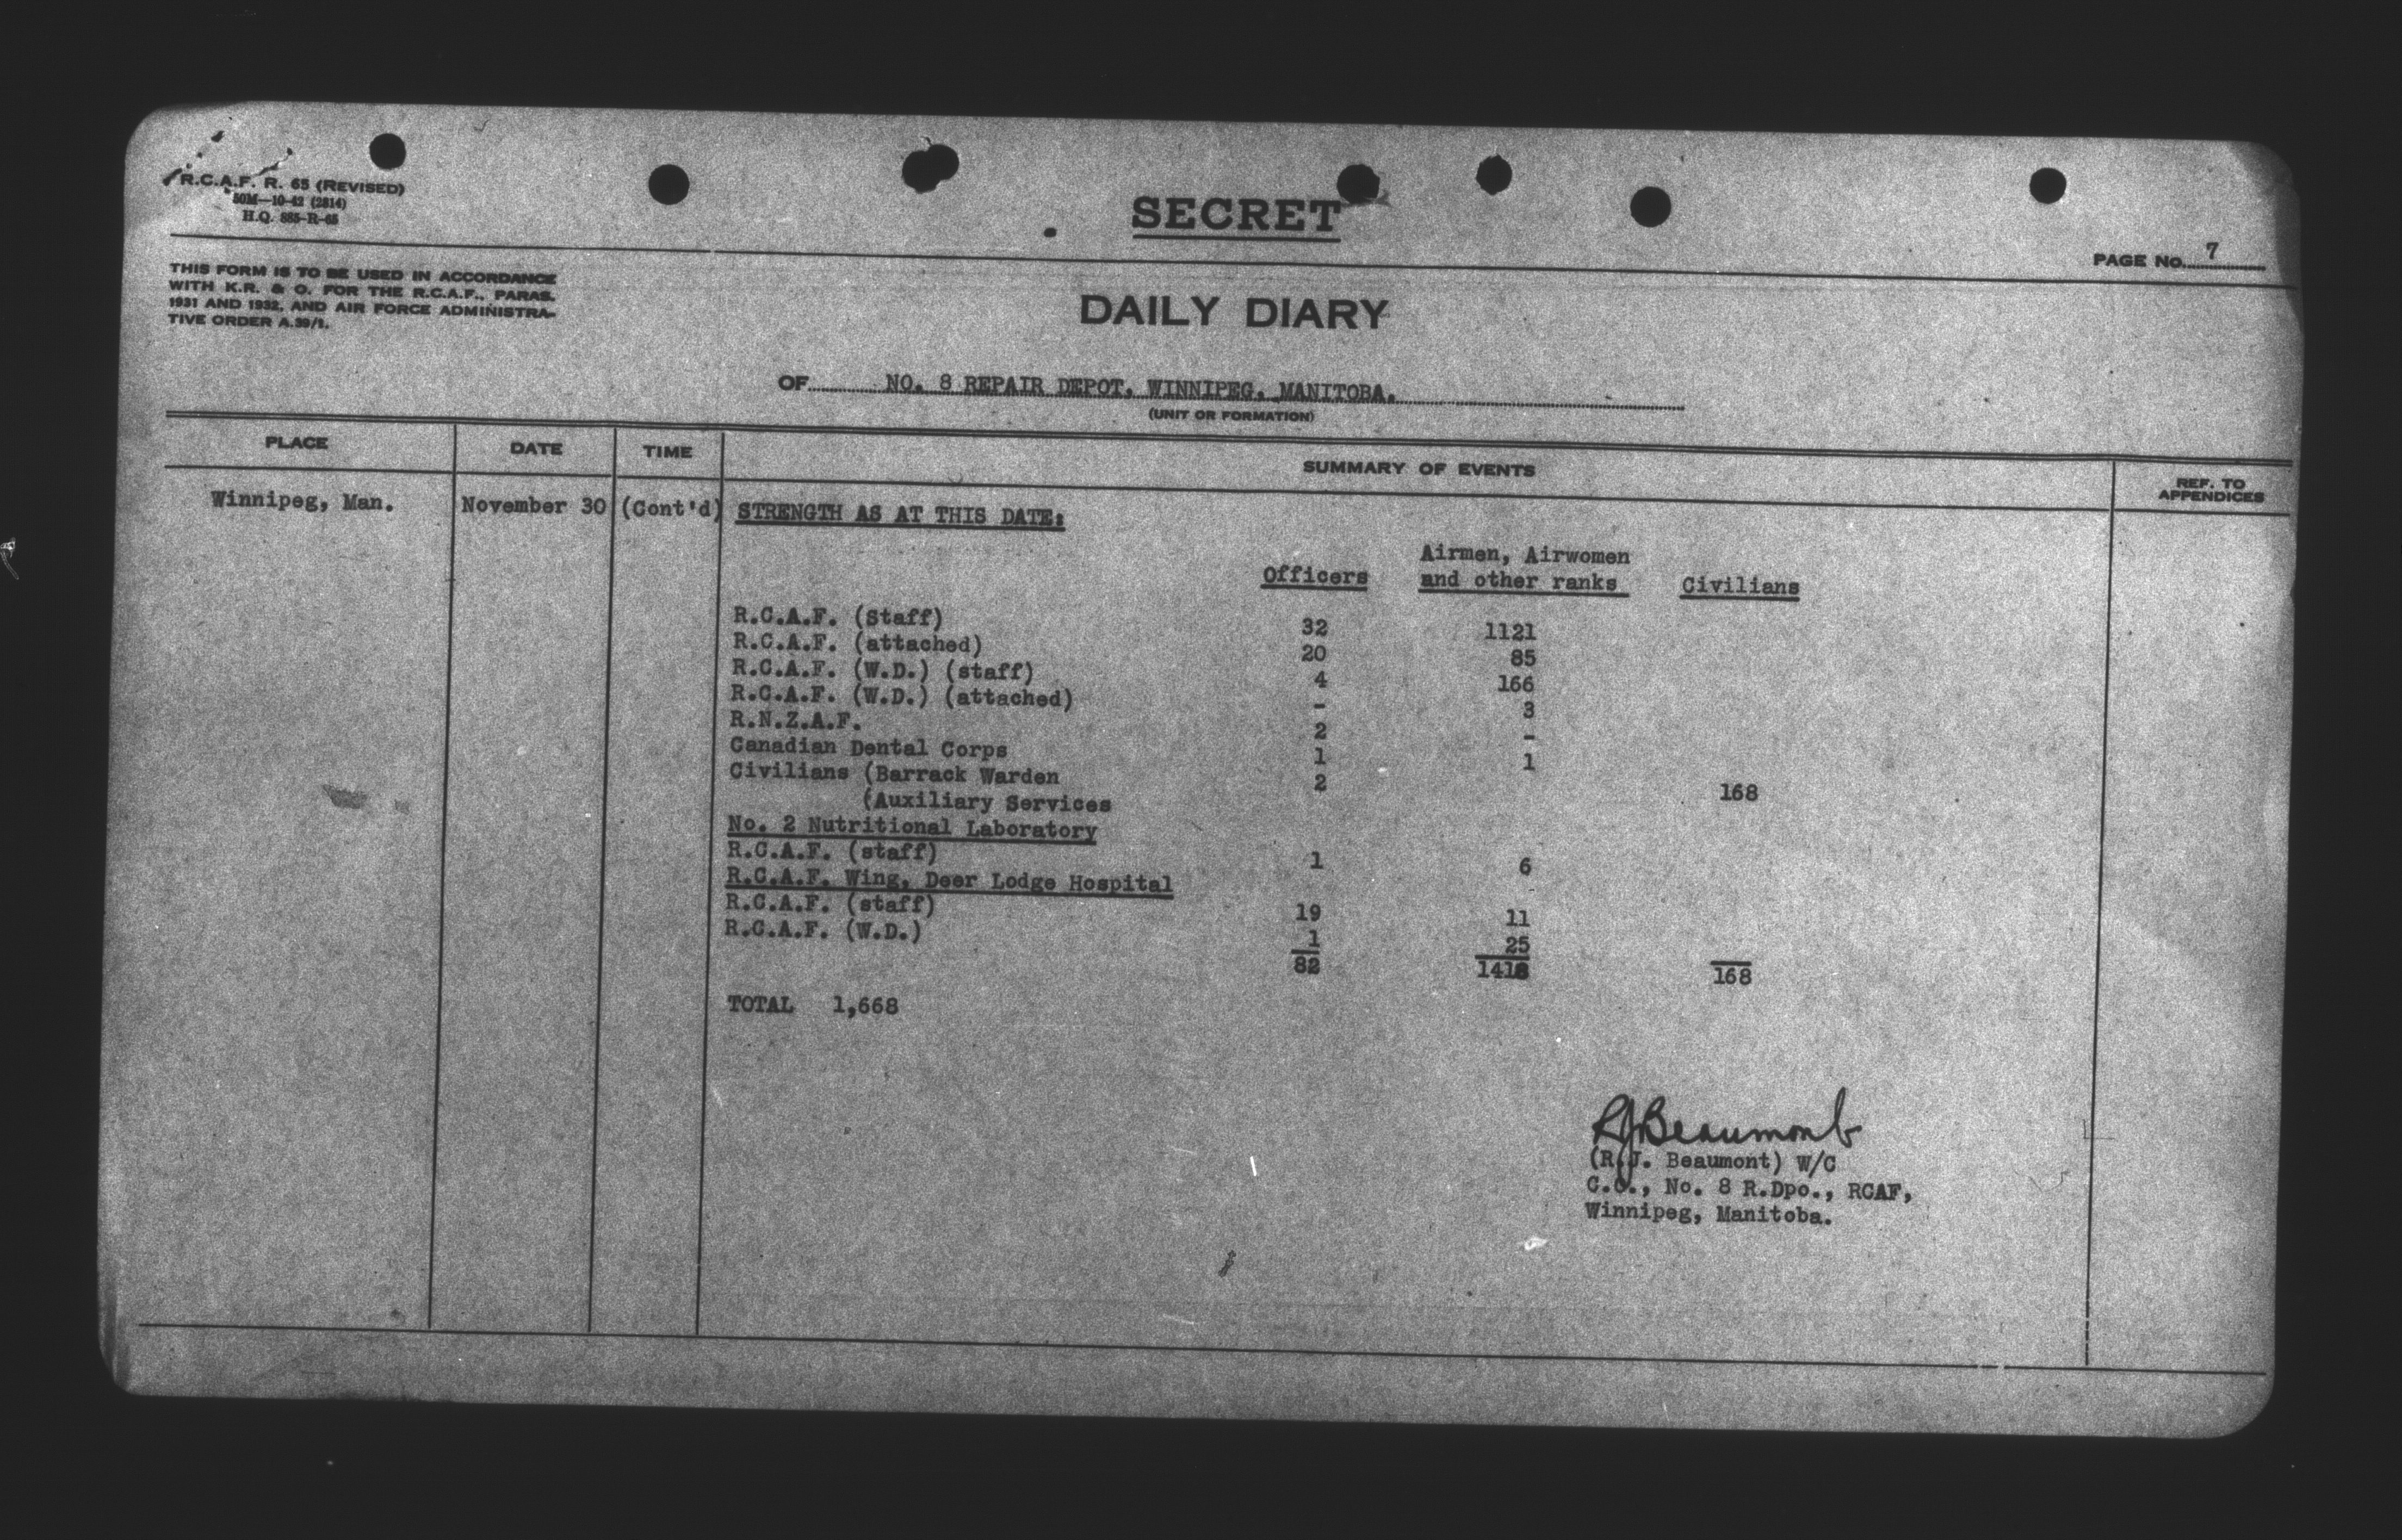 R.C.A.F. R. 65 (REVISED)
50M—10-42 (2814)
H.Q. 885-R-65
SECRET
PAGE No. 7
THIS FORM IS TO BE USED IN ACCORDANCE
WITH K.R. & O. FOR THE R.C.A.F., PARAS.
1931 AND 1932, AND AIR FORCE ADMINISTRA-
TIVE ORDER A.39/1.
DAILY DIARY
OF NO. 8 REPAIR DEPOT, WINNIPEG, MANITOBA.
(UNIT OR FORMATION)
PLACE DATE TIME SUMMARY OF EVENTS REF. TO APPENDICES
Winnipeg, Man. November 30 (Cont'd) STRENGTH AS AT THIS DATE:
Airmen, Airwomen
Officers and other ranks Civilians
R.C.A.F. (Staff) 32 1121
R.C.A.F. (attached) 20 85
R.C.A.F. (W.D.) (staff) 4 166
R.C.A.F. (W.D.) (attached) - 3
R.N.Z.A.F. 2 -
Canadian Dental Corps 1 1
Civilians (Barrack Warden 2 168
(Auxiliary Services
No. 2 Nutritional Laboratory
R.C.A.F. (staff) 1 6
R.C.A.F. Wing, Deer Lodge Hospital
R.C.A.F. (staff) 19 11
R.C.A.F. (W.D.) 1 25
82 1418 168
TOTAL 1,668
RJBeaumont
(R.J. Beaumont) W/C
C.O., No. 8 R.Dpo., RCAF,
Winnipeg, Manitoba.